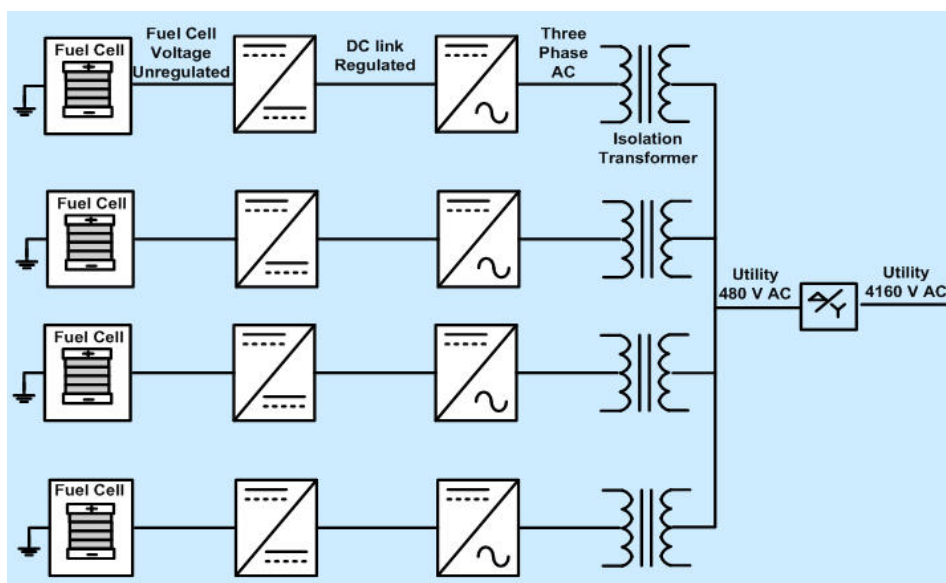 Fuel Cell
Fuel Cell
Voltage
Unregulated
DC link
Regulated
Three
Phase
AC
Isolation
Transformer
Fuel Cell
Fuel Cell
Fuel Cell
Utility
480 V AC
Utility
4160 V AC